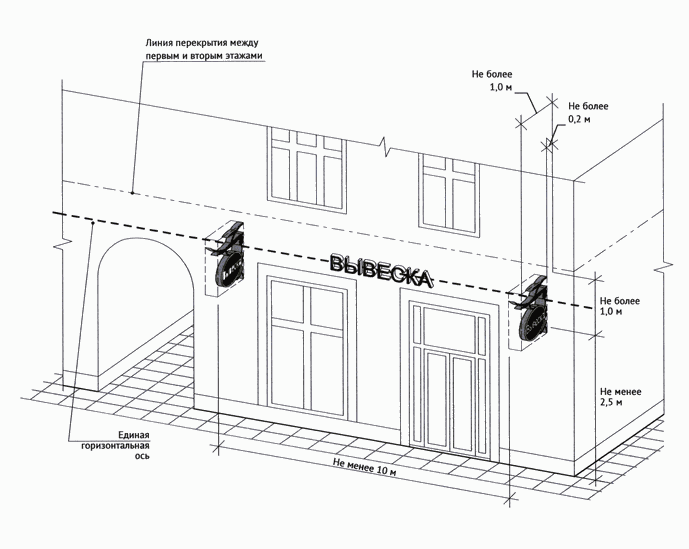 Линия перекрытия между
первым и вторым этажами
Не более
1,0 м
Не более
0,2 м
ВЫВЕСКА
Не более
1,0 м
Не менее
2,5 м
Единая
горизонтальная
ось
Не менее 10 м